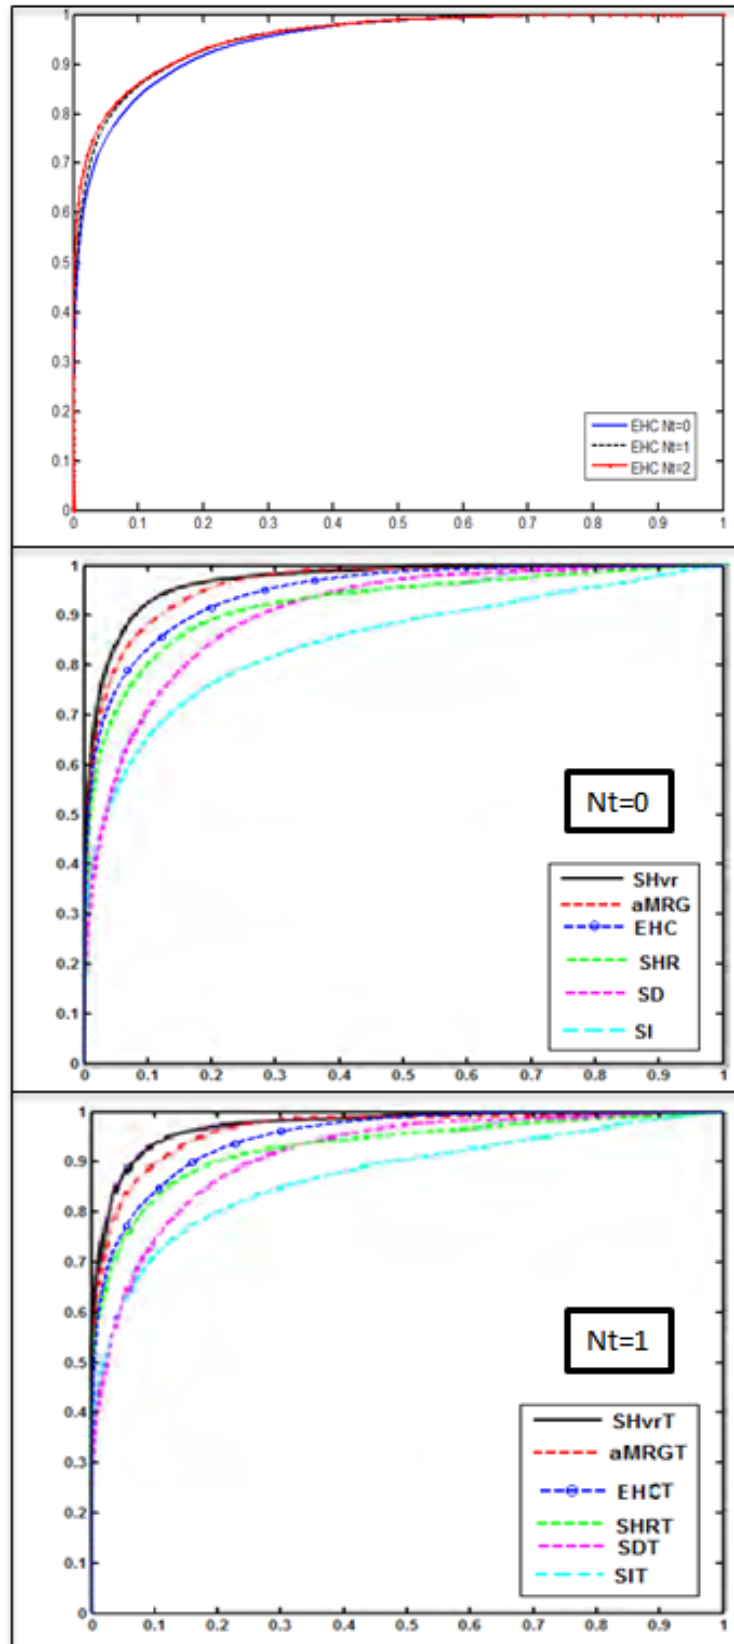 1
0.9
0.8
0.7
0.6
0.5
0.4
0.3
0.2
0.1
0
0 0.1 0.2 0.3 0.4 0.5 0.6 0.7 0.8 0.9 1
EHC Nt=0
EHC Nt=1
EHC Nt=2
1
0.9
0.8
0.7
0.6
0.5
0.4
0.3
0.2
0.1
0
0 0.1 0.2 0.3 0.4 0.5 0.6 0.7 0.8 0.9 1
Nt=0
SHvr
aMRG
EHC
SHR
SD
SI
1
0.9
0.8
0.7
0.6
0.5
0.4
0.3
0.2
0.1
0
0 0.1 0.2 0.3 0.4 0.5 0.6 0.7 0.8 0.9 1
Nt=1
SHvrT
aMRGT
EHCT
SHRT
SDT
SIT